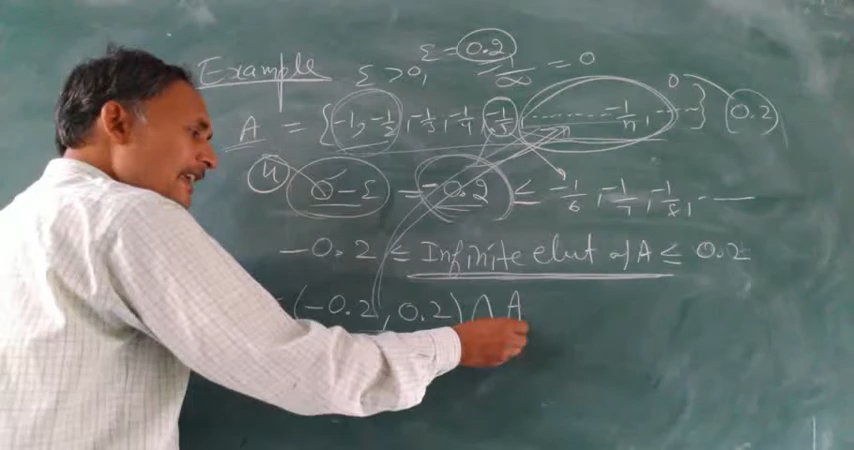 Example ε > 0, ε = 0.2
-1/∞ = 0
A = {-1, -1/2, -1/3, -1/4, -1/5, ........ -1/n, ---} 0 (0.2)
σ-ε = -0.2 ≤ -1/6, -1/7, -1/8, ---
-0.2 ≤ Infinite elmt of A ≤ 0.2
(-0.2, 0.2) ∩ A